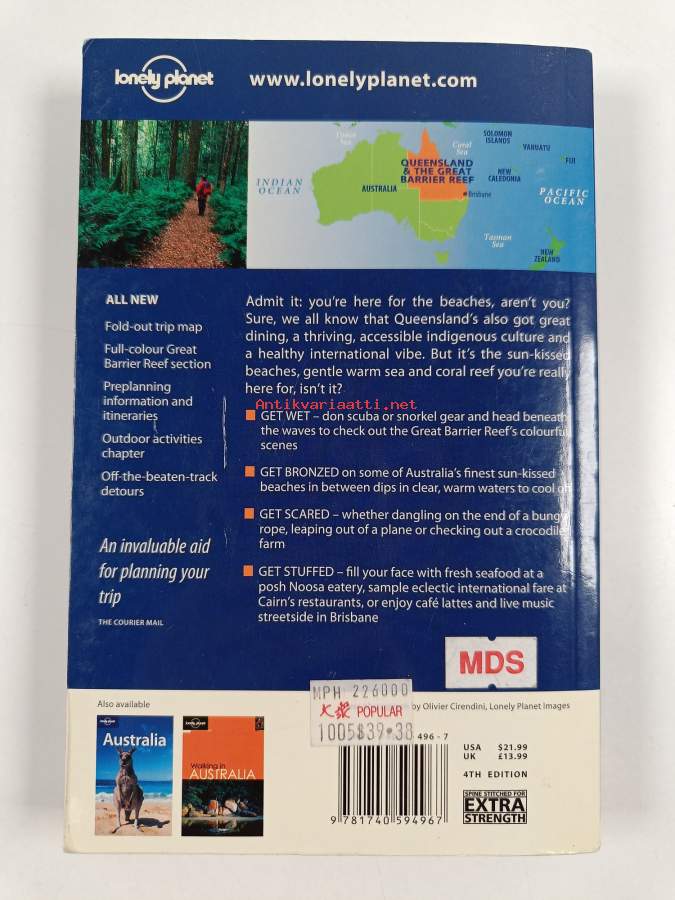 lonely planet
www.lonelyplanet.com
Coral
Sea
SOLOMON
ISLANDS
VANUATU
FIJI
QUEENSLAND
& THE GREAT
BARRIER REEF
NEW
CALEDONIA
INDIAN
OCEAN
AUSTRALIA
Brisbane
PACIFIC
OCEAN
Tasman
Sea
NEW
ZEALAND
ALL NEW
Fold-out trip map
Full-colour Great
Barrier Reef section
Preplanning
information and
itineraries
Outdoor activities
chapter
Off-the-beaten-track
detours
An invaluable aid
for planning your
trip
THE COURIER MAIL
Admit it: you're here for the beaches, aren't you?
Sure, we all know that Queensland's also got great
dining, a thriving, accessible indigenous culture and
a healthy international vibe. But it's the sun-kissed
beaches, gentle warm sea and coral reef you're really
here for, isn't it?
Antikvariaatti.net
GET WET – don scuba or snorkel gear and head beneath
the waves to check out the Great Barrier Reef's colourful
scenes
GET BRONZED on some of Australia's finest sun-kissed
beaches in between dips in clear, warm waters to cool off
GET SCARED – whether dangling on the end of a bungy
rope, leaping out of a plane or checking out a crocodile
farm
GET STUFFED – fill your face with fresh seafood at a
posh Noosa eatery, sample eclectic international fare at
Cairn's restaurants, or enjoy café lattes and live music
streetside in Brisbane
MDS
MPH 226000
POPULAR
1005$39.38
by Olivier Cirendini, Lonely Planet Images
Also available
lonely planet
Australia
lonely planet
Walking in
AUSTRALIA
496-7
9 781740 594967
USA $21.99
UK £13.99
4TH EDITION
SPINE STITCHED FOR
EXTRA
STRENGTH